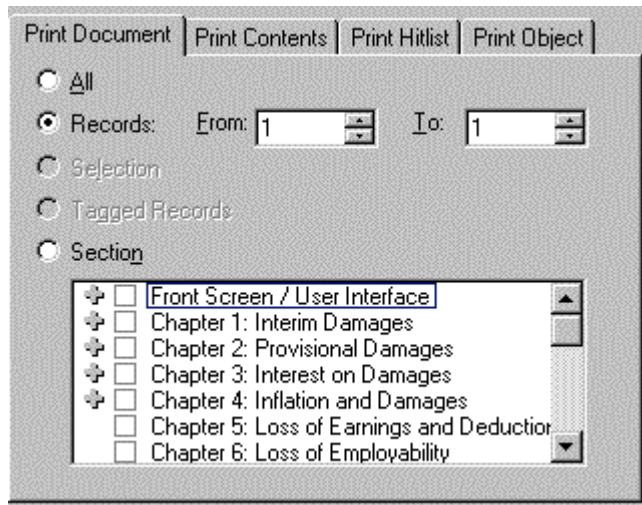 Print Document Print Contents Print Hitlist Print Object
All
Records: From: 1 To: 1
Selection
Tagged Records
Section
Front Screen / User Interface
Chapter 1: Interim Damages
Chapter 2: Provisional Damages
Chapter 3: Interest on Damages
Chapter 4: Inflation and Damages
Chapter 5: Loss of Earnings and Deduction
Chapter 6: Loss of Employability